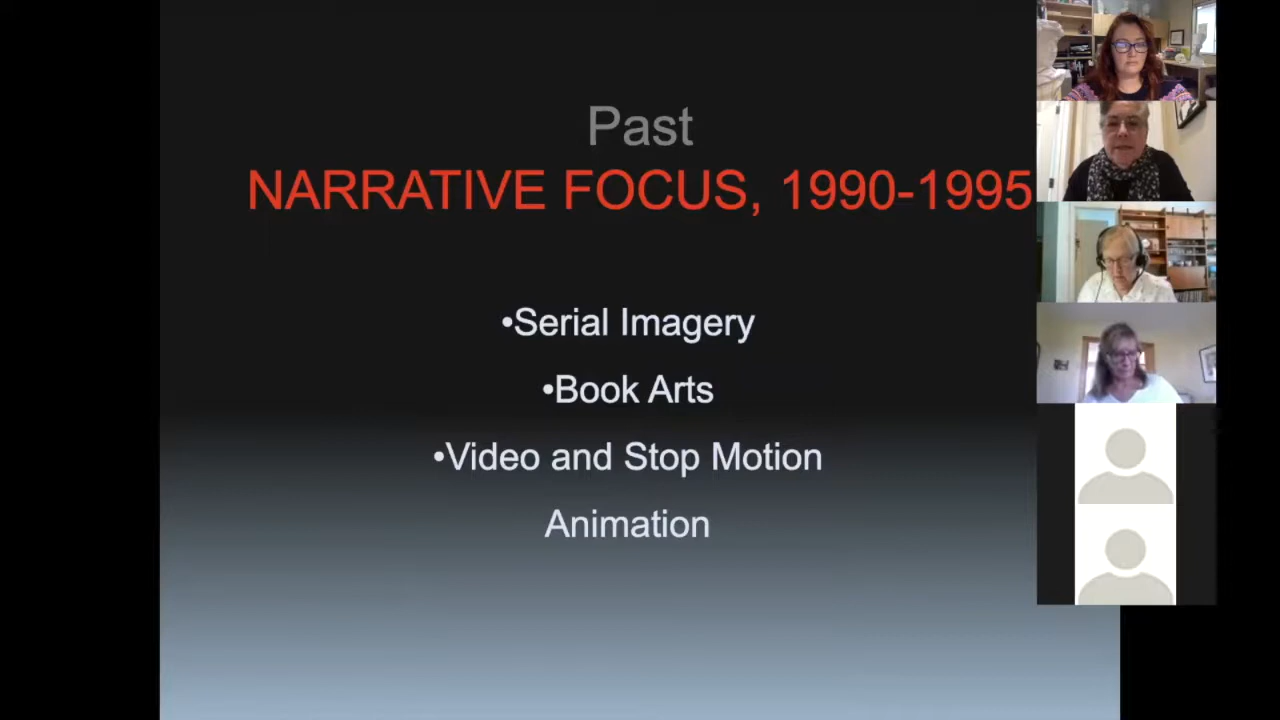 Past
NARRATIVE FOCUS, 1990-1995
•Serial Imagery
•Book Arts
•Video and Stop Motion
Animation